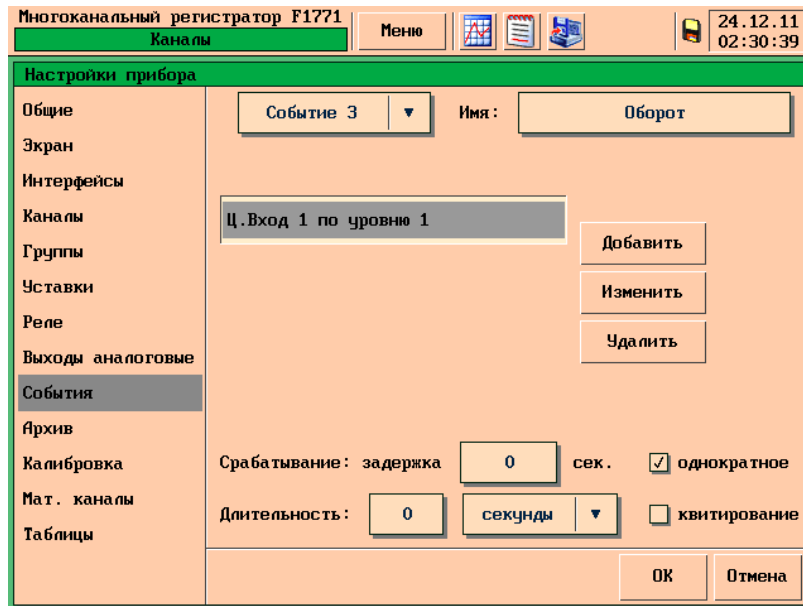 Многоканальный регистратор F1771
Каналы
Меню
24.12.11
02:30:39
Настройки прибора
Общие
Экран
Интерфейсы
Каналы
Группы
Уставки
Реле
Выходы аналоговые
События
Архив
Калибровка
Мат. каналы
Таблицы
Событие 3
Имя:
Оборот
Ц.Вход 1 по уровню 1
Добавить
Изменить
Удалить
Срабатывание: задержка 0 сек. однократное
Длительность: 0 секунды квитирование
ОК
Отмена